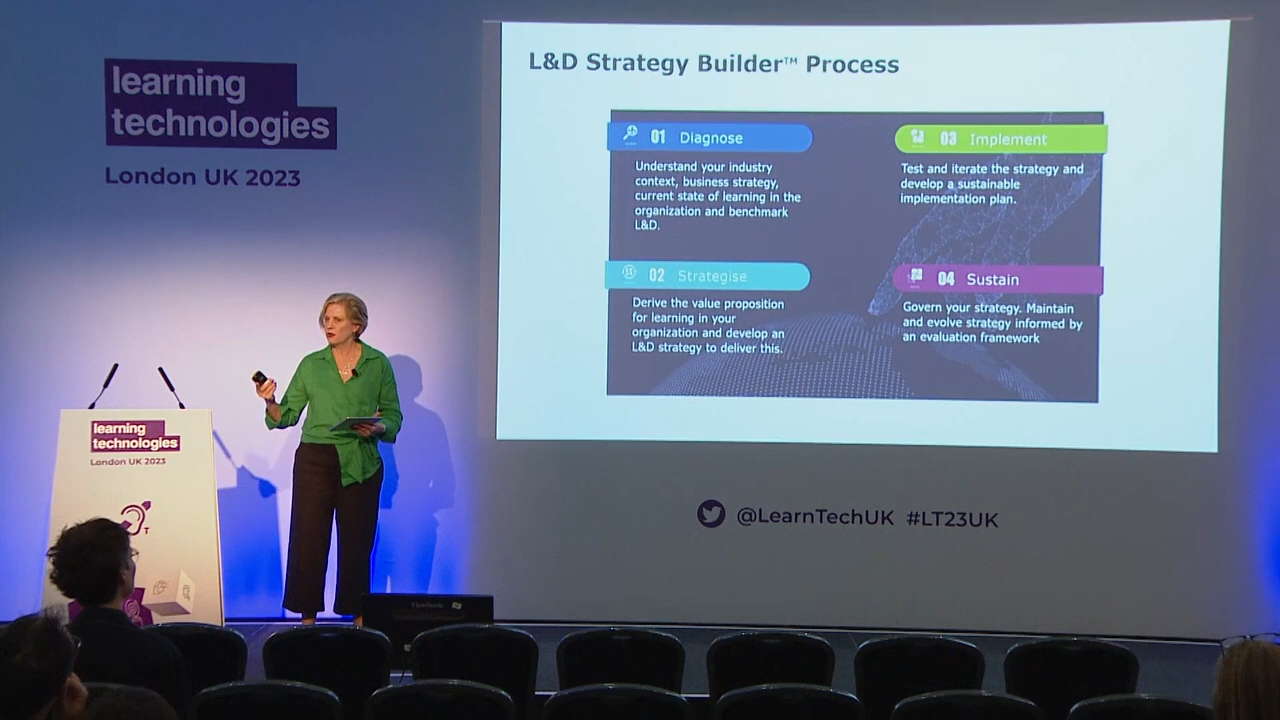 learning
technologies
London UK 2023
L&D Strategy Builder™ Process
01 Diagnose
Understand your industry
context, business strategy,
current state of learning in the
organization and benchmark
L&D.
02 Strategise
Derive the value proposition
for learning in your
organization and develop an
L&D strategy to deliver this.
03 Implement
Test and iterate the strategy and
develop a sustainable
implementation plan.
04 Sustain
Govern your strategy. Maintain
and evolve strategy informed by
an evaluation framework
@LearnTechUK #LT23UK
learning
technologies
London UK 2023
T
ViewSonic